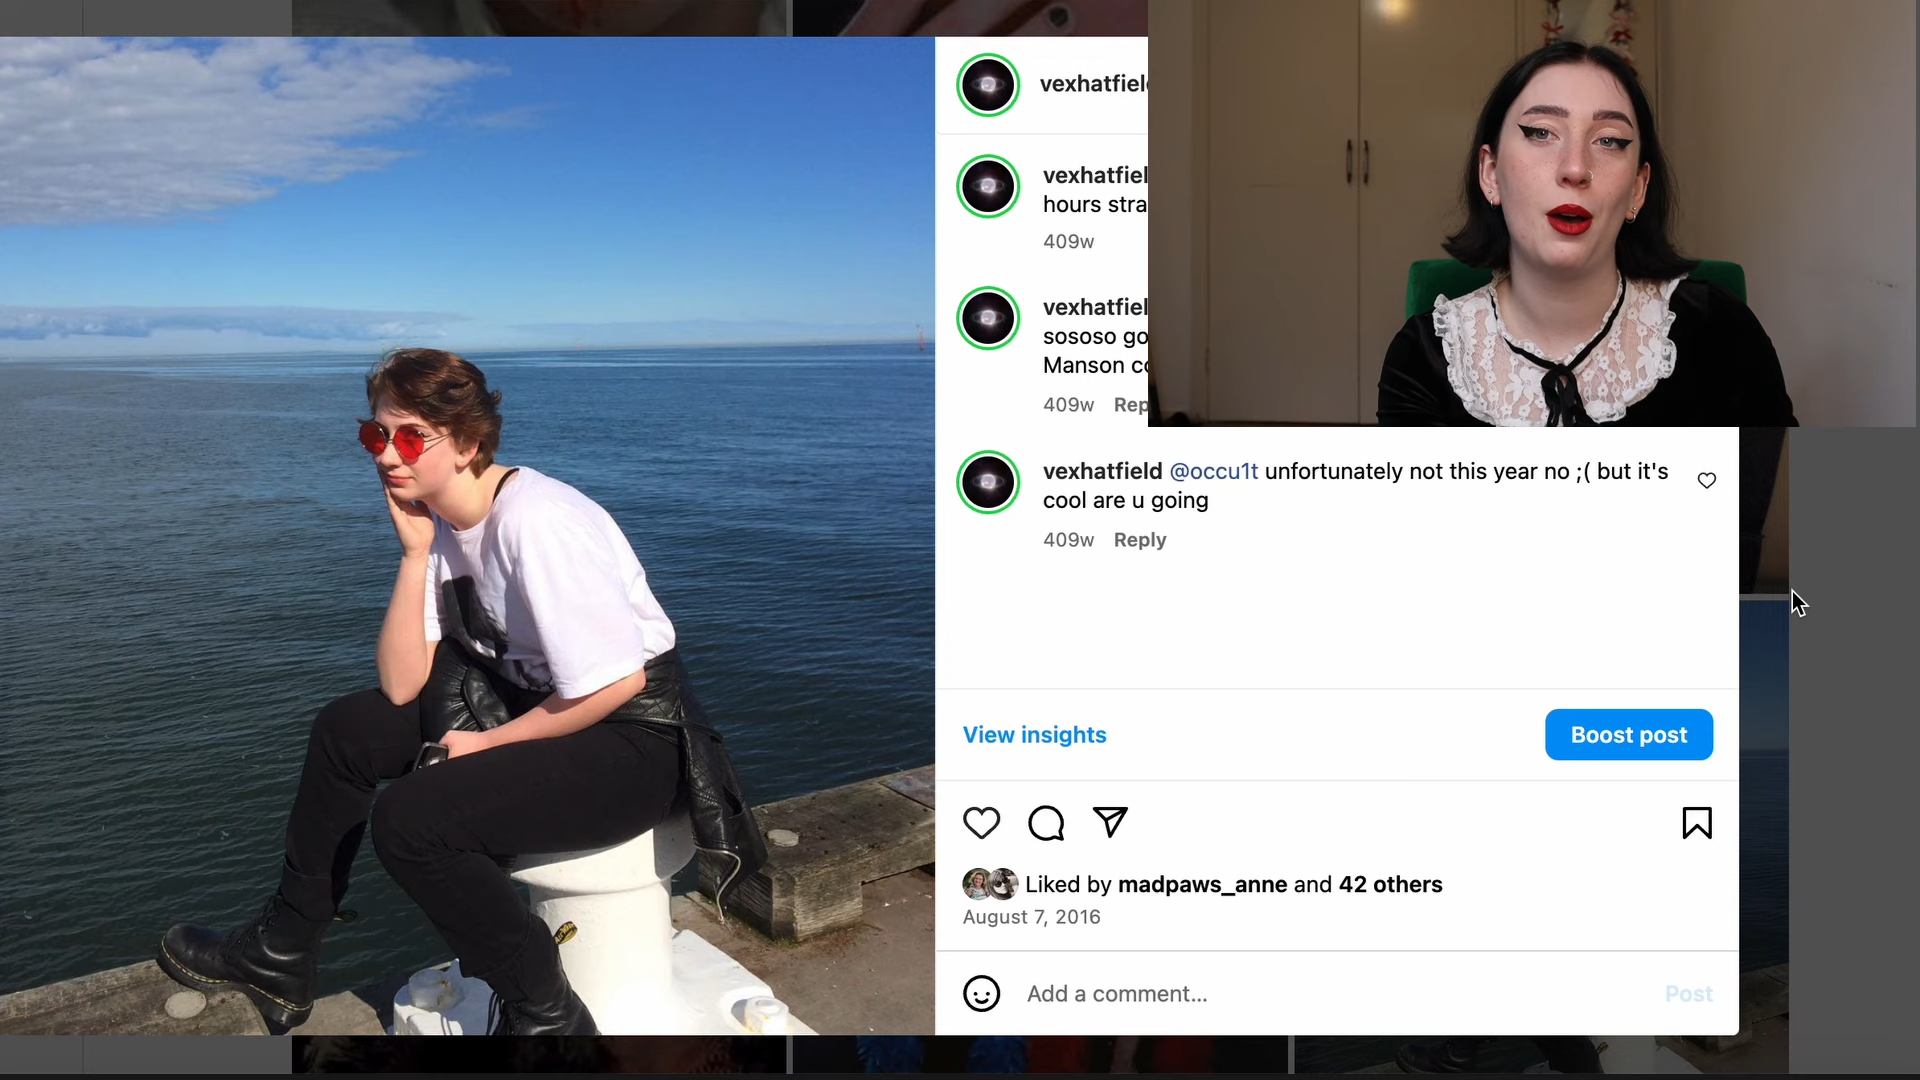 vexhatfiel
vexhatfiel
hours stra
409w
vexhatfiel
sososo go
Manson c
409w Rep
vexhatfield @occu1t unfortunately not this year no ;( but it's
cool are u going
409w Reply
View insights
Boost post
Liked by madpaws_anne and 42 others
August 7, 2016
Add a comment...
Post